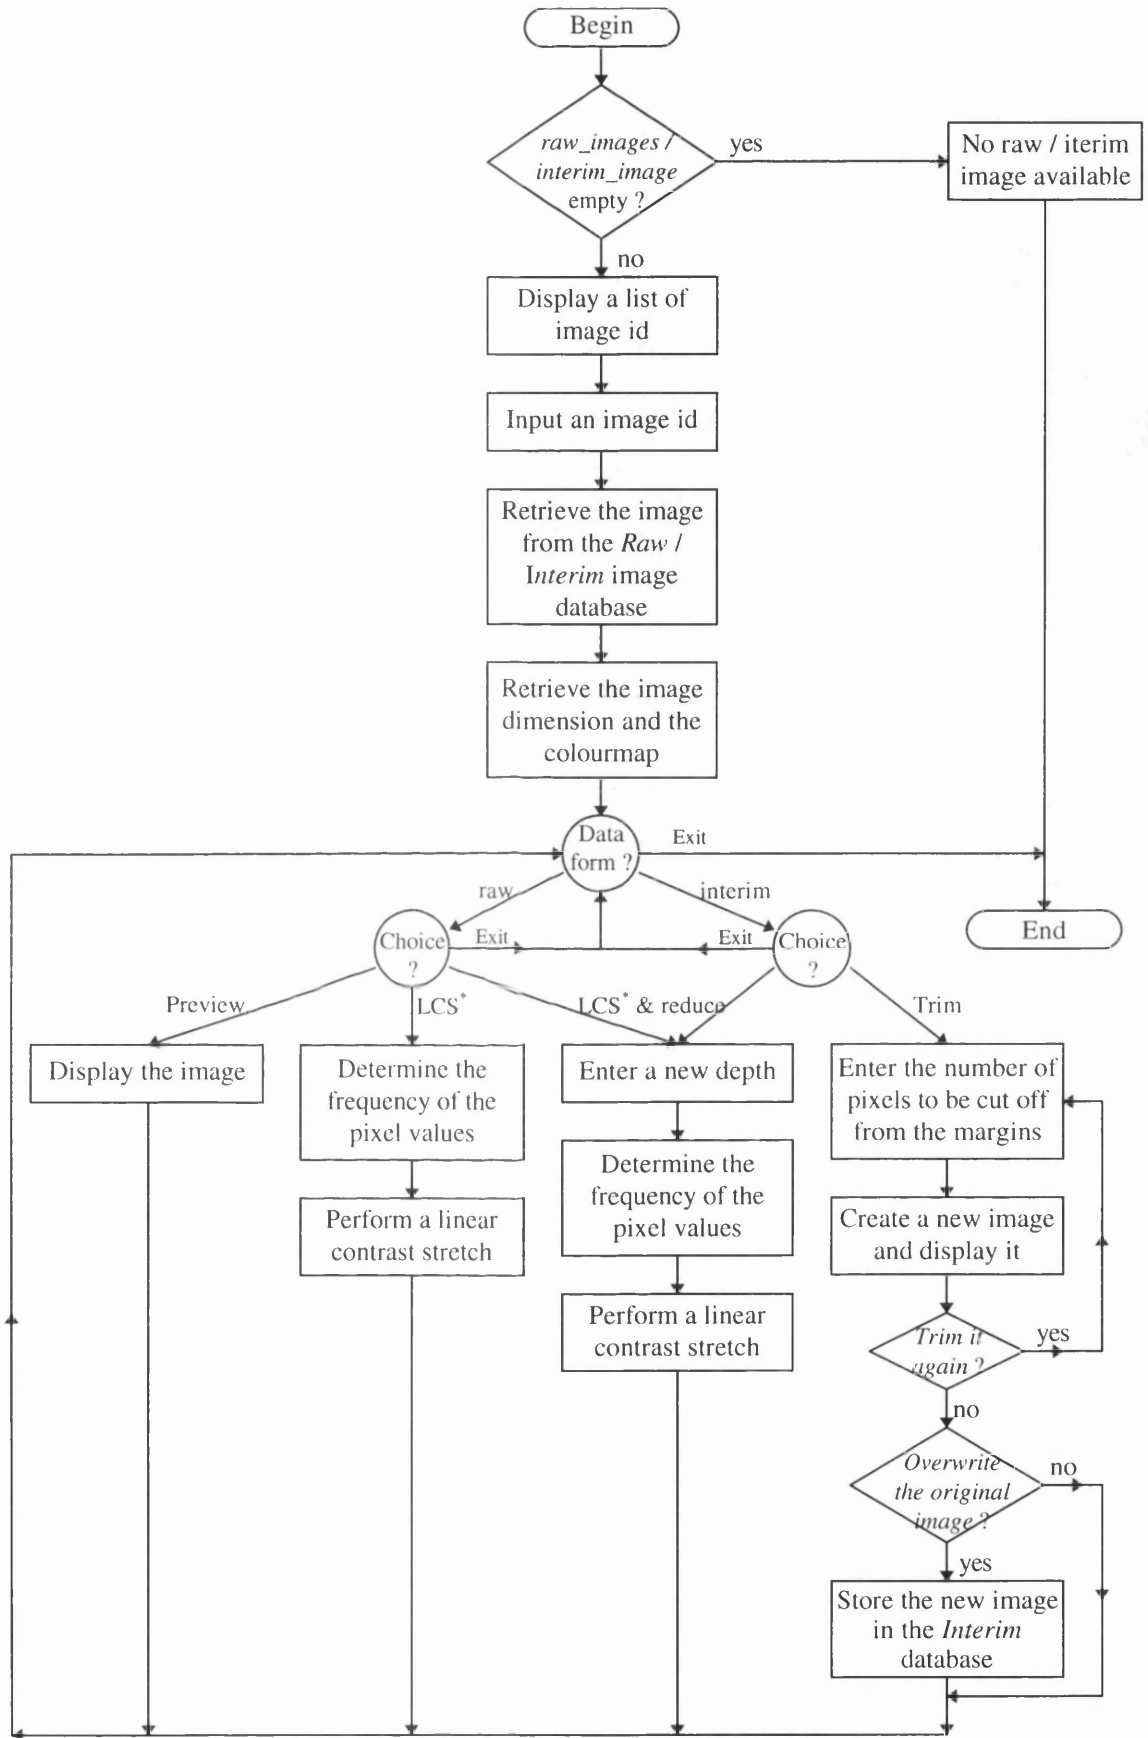 Begin
raw_images /
interim_image
empty ?
yes
No raw / iterim
image available
no
Display a list of
image id
Input an image id
Retrieve the image
from the Raw /
Interim image
database
Retrieve the image
dimension and the
colourmap
Data
form ?
Exit
raw
interim
End
Choice
?
Exit
Exit
Choice
?
Preview
LCS*
LCS* & reduce
Trim
Display the image
Determine the
frequency of the
pixel values
Perform a linear
contrast stretch
Enter a new depth
Determine the
frequency of the
pixel values
Perform a linear
contrast stretch
Enter the number of
pixels to be cut off
from the margins
Create a new image
and display it
Trim it
again ?
yes
no
Overwrite
the original
image ?
no
yes
Store the new image
in the Interim
database